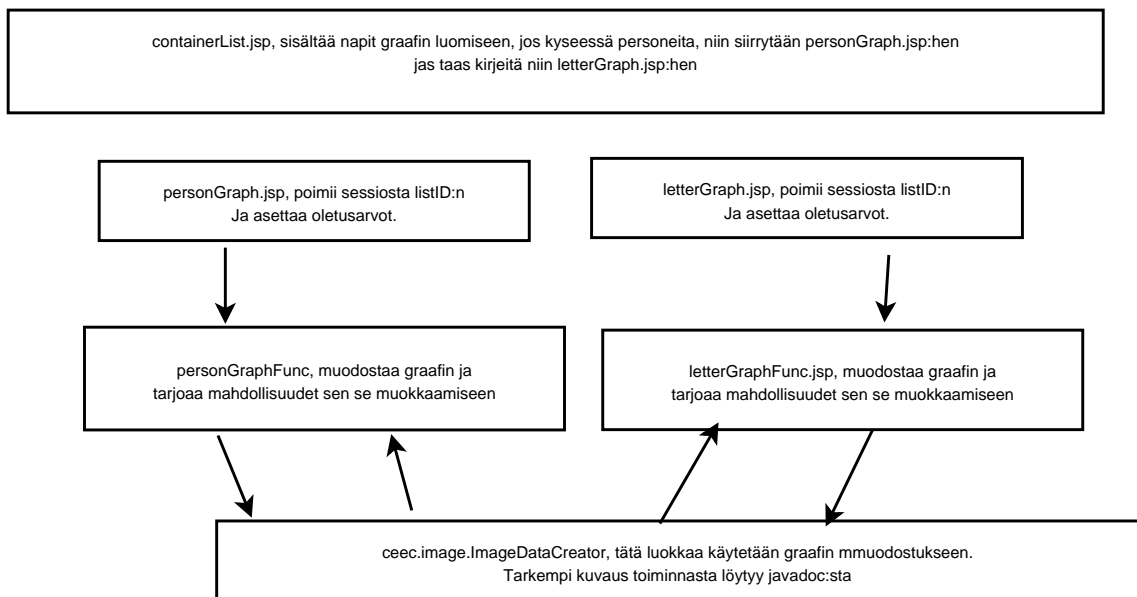 containerList.jsp, sisältää napit graafin luomiseen, jos kyseessä personeita, niin siirrytään personGraph.jsp:hen
jas taas kirjeitä niin letterGraph.jsp:hen
personGraph.jsp, poimii sessiosta listID:n
Ja asettaa oletusarvot.
letterGraph.jsp, poimii sessiosta listID:n
Ja asettaa oletusarvot.
personGraphFunc, muodostaa graafin ja
tarjoaa mahdollisuudet sen se muokkaamiseen
letterGraphFunc.jsp, muodostaa graafin ja
tarjoaa mahdollisuudet sen se muokkaamiseen
ceec.image.ImageDataCreator, tätä luokkaa käytetään graafin mmuodostukseen.
Tarkempi kuvaus toiminnasta löytyy javadoc:sta